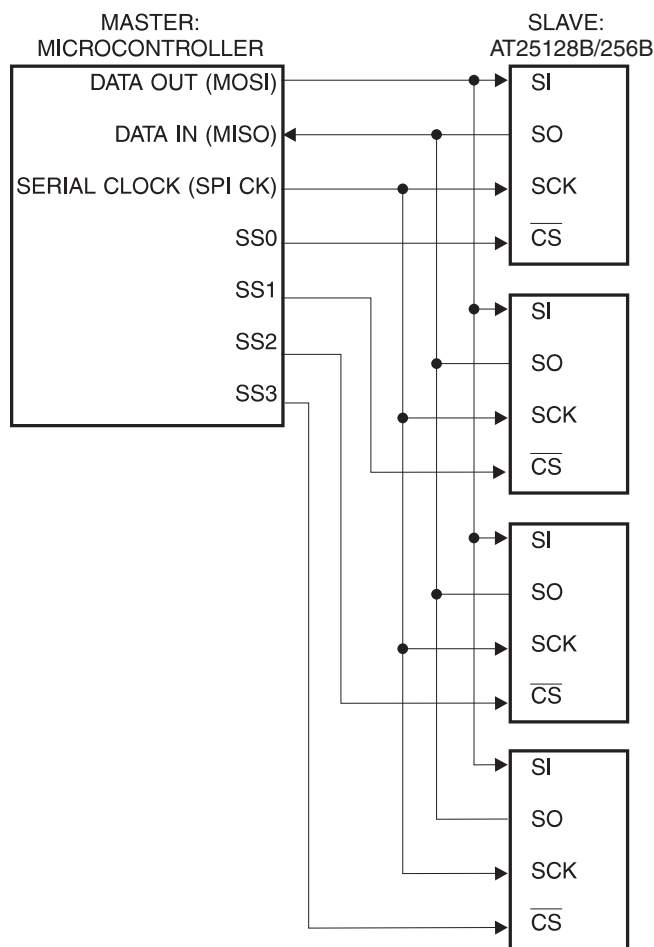 MASTER:
MICROCONTROLLER
SLAVE:
AT25128B/256B
DATA OUT (MOSI)
DATA IN (MISO)
SERIAL CLOCK (SPI CK)
SS0
SS1
SS2
SS3
SI
SO
SCK
CS
SI
SO
SCK
CS
SI
SO
SCK
CS
SI
SO
SCK
CS